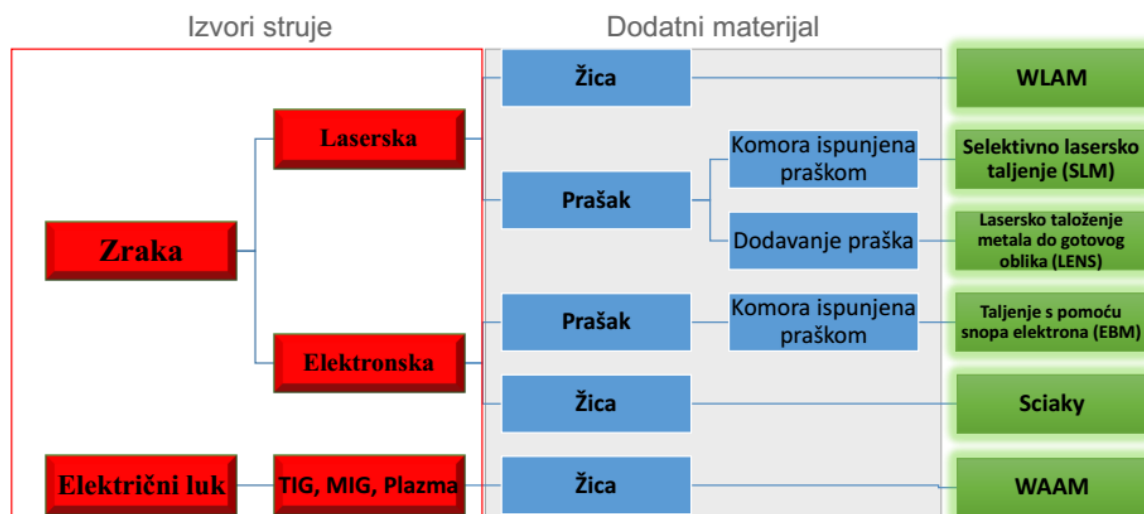 Izvori struje
Dodatni materijal
Žica
WLAM
Laserska
Komora ispunjena
praškom
Selektivno lasersko
taljenje (SLM)
Prašak
Zraka
Dodavanje praška
Lasersko taloženje
metala do gotovog
oblika (LENS)
Prašak
Komora ispunjena
praškom
Taljenje s pomoću
snopa elektrona (EBM)
Elektronska
Žica
Sciaky
Električni luk
TIG, MIG, Plazma
Žica
WAAM